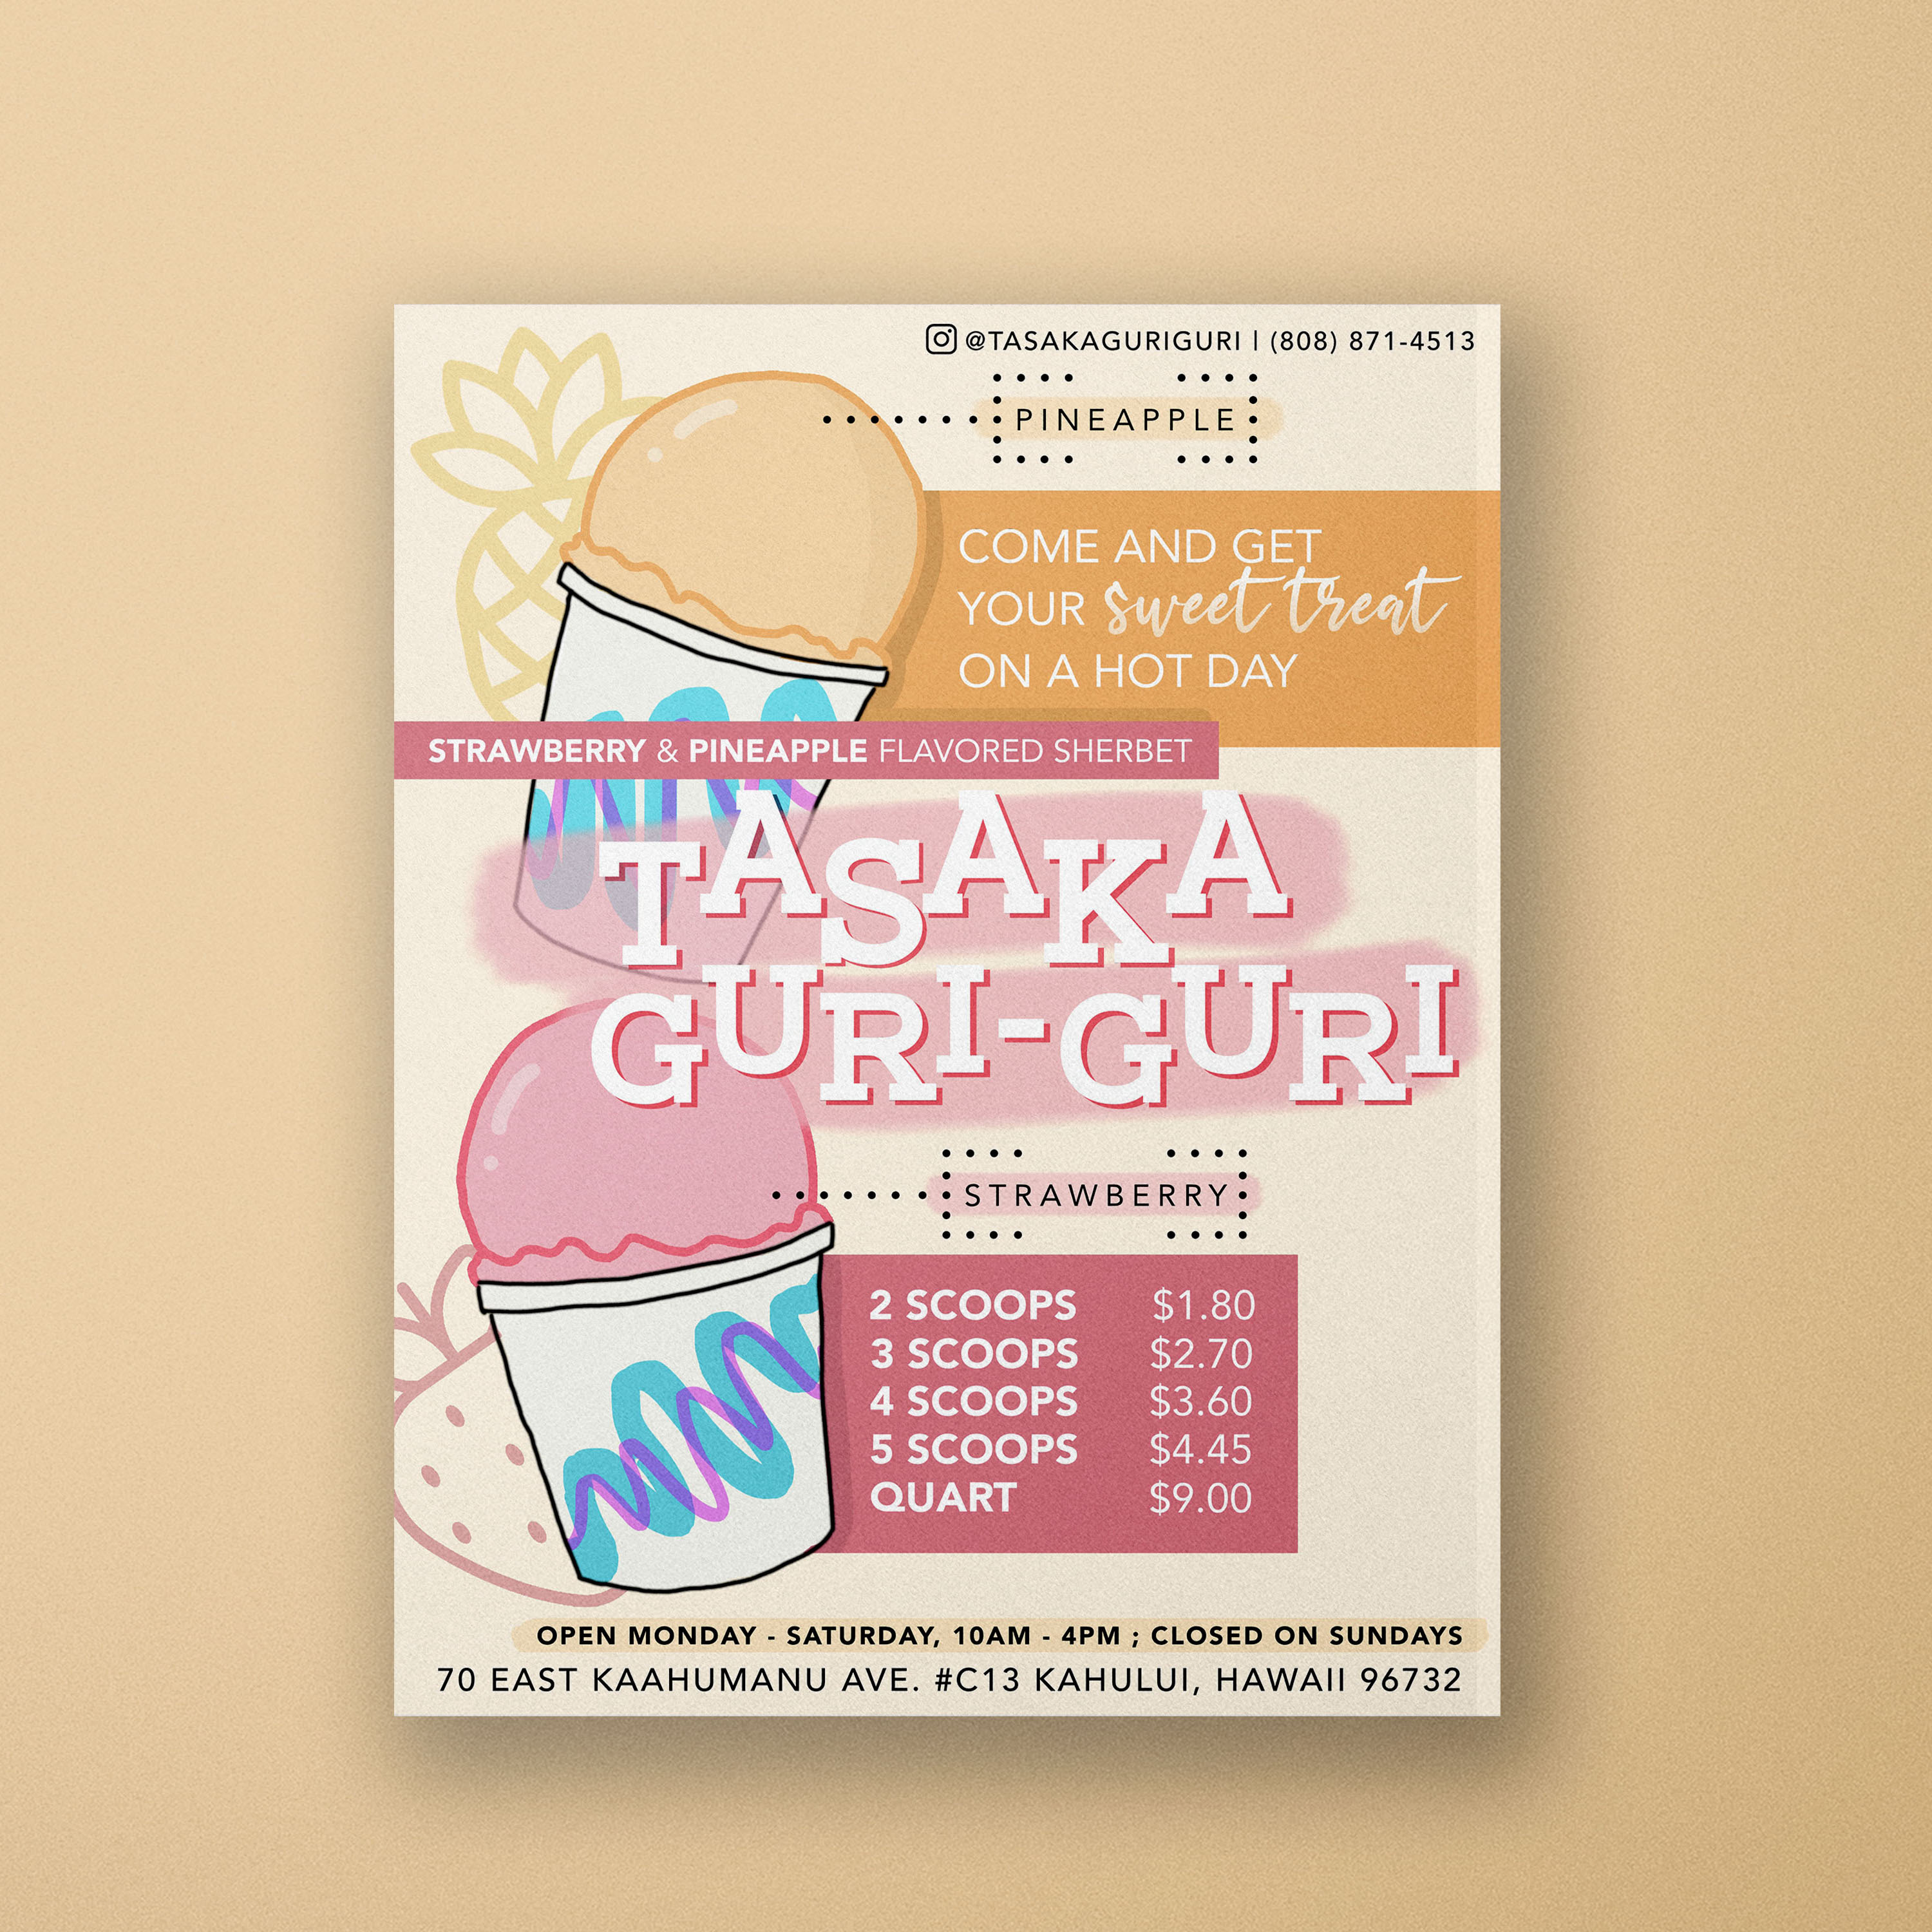 @TASAKAGURIGURI | (808) 871-4513
PINEAPPLE
COME AND GET
YOUR sweet treat
ON A HOT DAY
STRAWBERRY & PINEAPPLE FLAVORED SHERBET
TASAKA
GURI-GURI
STRAWBERRY
2 SCOOPS $1.80
3 SCOOPS $2.70
4 SCOOPS $3.60
5 SCOOPS $4.45
QUART $9.00
OPEN MONDAY - SATURDAY, 10AM - 4PM ; CLOSED ON SUNDAYS
70 EAST KAAHUMANU AVE. #C13 KAHULUI, HAWAII 96732